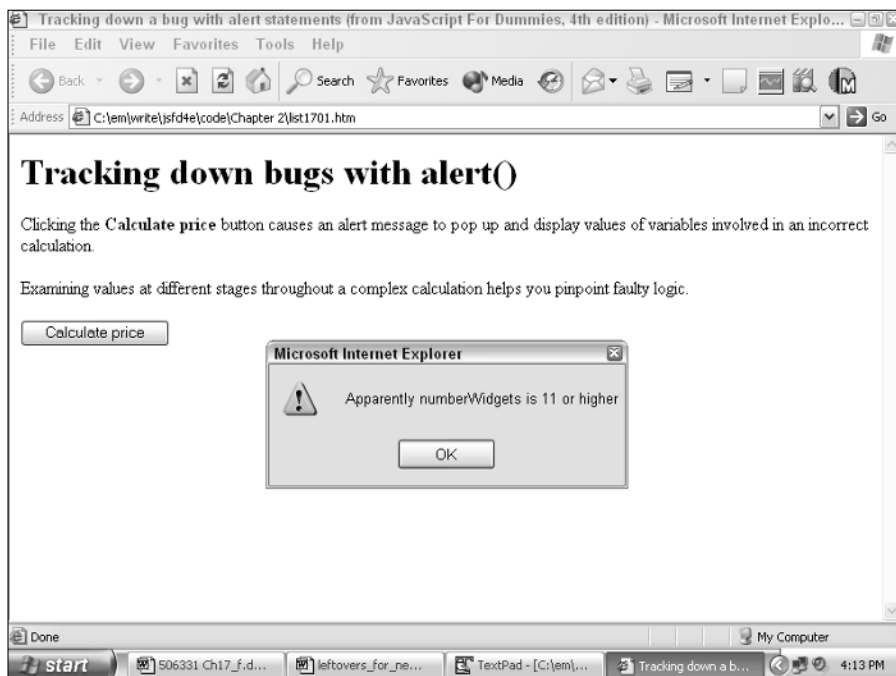 Tracking down a bug with alert statements (from JavaScript For Dummies, 4th edition) - Microsoft Internet Explo...
File Edit View Favorites Tools Help
Back Search Favorites Media
Address C:\em\write\jsfd4e\code\Chapter 2\list1701.htm Go
Tracking down bugs with alert()
Clicking the Calculate price button causes an alert message to pop up and display values of variables involved in an incorrect
calculation.
Examining values at different stages throughout a complex calculation helps you pinpoint faulty logic.
Calculate price
Microsoft Internet Explorer
Apparently numberWidgets is 11 or higher
OK
Done My Computer
start 506331 Ch17_f.d... leftovers_for_ne... TextPad - [C:\em\... Tracking down a b... 4:13 PM